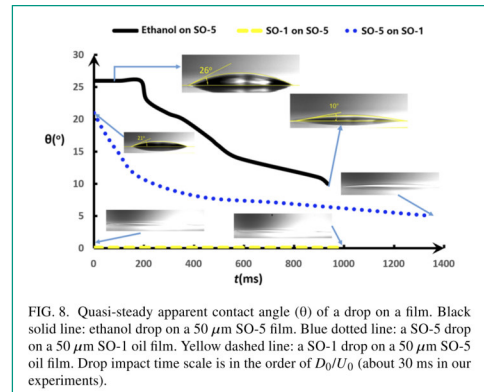 Ethanol on SO-5 SO-1 on SO-5 SO-5 on SO-1
30
25
20
15
10
5
0
θ(o)
26°
10°
21°
0 200 400 600 800 1000 1200 1400
t(ms)
FIG. 8. Quasi-steady apparent contact angle (θ) of a drop on a film. Black
solid line: ethanol drop on a 50 μm SO-5 film. Blue dotted line: a SO-5 drop
on a 50 μm SO-1 oil film. Yellow dashed line: a SO-1 drop on a 50 μm SO-5
oil film. Drop impact time scale is in the order of D₀/U₀ (about 30 ms in our
experiments).